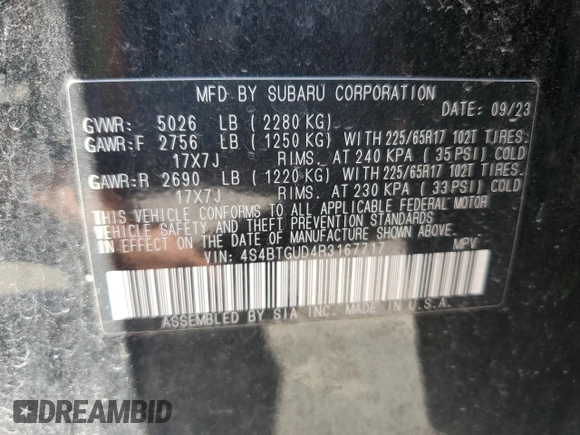 MFD BY SUBARU CORPORATION
DATE: 09/23
GVWR: 5026 LB ( 2280 KG)
GAWR:F 2756 LB ( 1250 KG) WITH 225/65R17 102T TIRES.
17X7J RIMS. AT 240 KPA ( 35 PSI) COLD
GAWR:R 2690 LB ( 1220 KG) WITH 225/65R17 102T TIRES.
17X7J RIMS. AT 230 KPA ( 33 PSI) COLD
THIS VEHICLE CONFORMS TO ALL APPLICABLE FEDERAL MOTOR
VEHICLE SAFETY AND THEFT PREVENTION STANDARDS
IN EFFECT ON THE DATE OF MANUFACTURE SHOWN ABOVE.
VIN: 4S4BTGUD4R3167717 MPV
ASSEMBLED BY SIA INC. MADE IN U.S.A.
DREAMBID